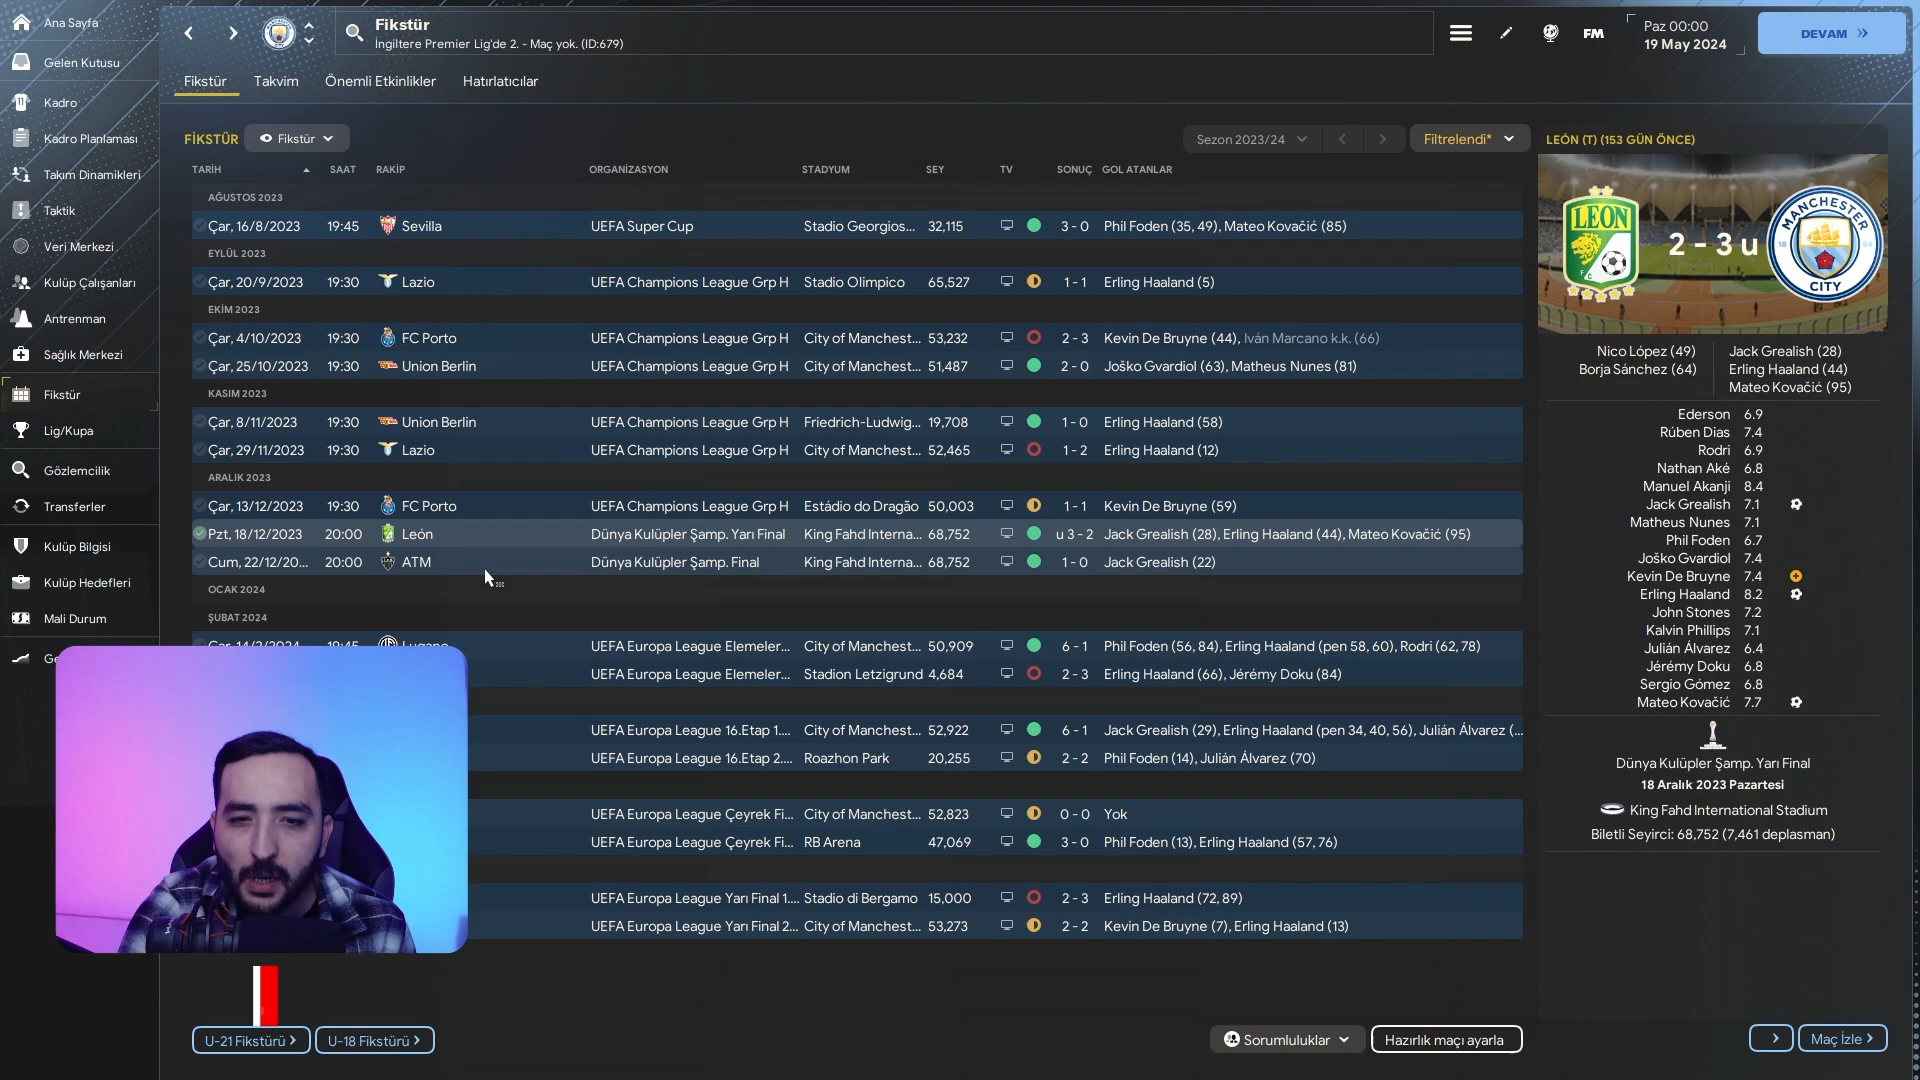 Ana Sayfa
Gelen Kutusu
Kadro
Kadro Planlaması
Takım Dinamikleri
Taktik
Veri Merkezi
Kulüp Çalışanları
Antrenman
Sağlık Merkezi
Fikstür
Lig/Kupa
Gözlemcilik
Transferler
Kulüp Bilgisi
Kulüp Hedefleri
Mali Durum
Fikstür
İngiltere Premier Lig'de 2. - Maç yok. (ID:679)
FM
Paz 00:00
19 May 2024
DEVAM
Fikstür Takvim Önemli Etkinlikler Hatırlatıcılar
FİKSTÜR Fikstür Sezon 2023/24 Filtrelendi*
TARİH SAAT RAKİP ORGANİZASYON STADYUM SEY TV SONUÇ GOL ATANLAR
AĞUSTOS 2023
Çar, 16/8/2023 19:45 Sevilla UEFA Super Cup Stadio Georgios... 32,115 3 - 0 Phil Foden (35, 49), Mateo Kovačić (85)
EYLÜL 2023
Çar, 20/9/2023 19:30 Lazio UEFA Champions League Grp H Stadio Olimpico 65,527 1 - 1 Erling Haaland (5)
EKİM 2023
Çar, 4/10/2023 19:30 FC Porto UEFA Champions League Grp H City of Manchest... 53,232 2 - 3 Kevin De Bruyne (44), Iván Marcano k.k. (66)
Çar, 25/10/2023 19:30 Union Berlin UEFA Champions League Grp H City of Manchest... 51,487 2 - 0 Joško Gvardiol (63), Matheus Nunes (81)
KASIM 2023
Çar, 8/11/2023 19:30 Union Berlin UEFA Champions League Grp H Friedrich-Ludwig... 19,708 1 - 0 Erling Haaland (58)
Çar, 29/11/2023 19:30 Lazio UEFA Champions League Grp H City of Manchest... 52,465 1 - 2 Erling Haaland (12)
ARALIK 2023
Çar, 13/12/2023 19:30 FC Porto UEFA Champions League Grp H Estádio do Dragão 50,003 1 - 1 Kevin De Bruyne (59)
Pzt, 18/12/2023 20:00 León Dünya Kulüpler Şamp. Yarı Final King Fahd Interna... 68,752 u 3 - 2 Jack Grealish (28), Erling Haaland (44), Mateo Kovačić (95)
Cum, 22/12/20... 20:00 ATM Dünya Kulüpler Şamp. Final King Fahd Interna... 68,752 1 - 0 Jack Grealish (22)
OCAK 2024
ŞUBAT 2024
Çar, 14/2/2024 19:45 Lugano UEFA Europa League Elemeler... City of Manchest... 50,909 6 - 1 Phil Foden (56, 84), Erling Haaland (pen 58, 60), Rodri (62, 78)
UEFA Europa League Elemeler... Stadion Letzigrund 4,684 2 - 3 Erling Haaland (66), Jérémy Doku (84)
UEFA Europa League 16.Etap 1.... City of Manchest... 52,922 6 - 1 Jack Grealish (29), Erling Haaland (pen 34, 40, 56), Julián Álvarez (...
UEFA Europa League 16.Etap 2.... Roazhon Park 20,255 2 - 2 Phil Foden (14), Julián Álvarez (70)
UEFA Europa League Çeyrek Fi... City of Manchest... 52,823 0 - 0 Yok
UEFA Europa League Çeyrek Fi... RB Arena 47,069 3 - 0 Phil Foden (13), Erling Haaland (57, 76)
UEFA Europa League Yarı Final 1.... Stadio di Bergamo 15,000 2 - 3 Erling Haaland (72, 89)
UEFA Europa League Yarı Final 2... City of Manchest... 53,273 2 - 2 Kevin De Bruyne (7), Erling Haaland (13)
U-21 Fikstürü U-18 Fikstürü Sorumluluklar Hazırlık maçı ayarla
LEÓN (T) (153 GÜN ÖNCE)
LEON
2 - 3 u
MANCHESTER
18 94
CITY
Nico López (49) Jack Grealish (28)
Borja Sánchez (64) Erling Haaland (44)
Mateo Kovačić (95)
Ederson 6.9
Rúben Dias 7.4
Rodri 6.9
Nathan Aké 6.8
Manuel Akanji 8.4
Jack Grealish 7.1
Matheus Nunes 7.1
Phil Foden 6.7
Joško Gvardiol 7.4
Kevin De Bruyne 7.4
Erling Haaland 8.2
John Stones 7.2
Kalvin Phillips 7.1
Julián Álvarez 6.4
Jérémy Doku 6.8
Sergio Gómez 6.8
Mateo Kovačić 7.7
Dünya Kulüpler Şamp. Yarı Final
18 Aralık 2023 Pazartesi
King Fahd International Stadium
Biletli Seyirci: 68,752 (7,461 deplasman)
Maç İzle